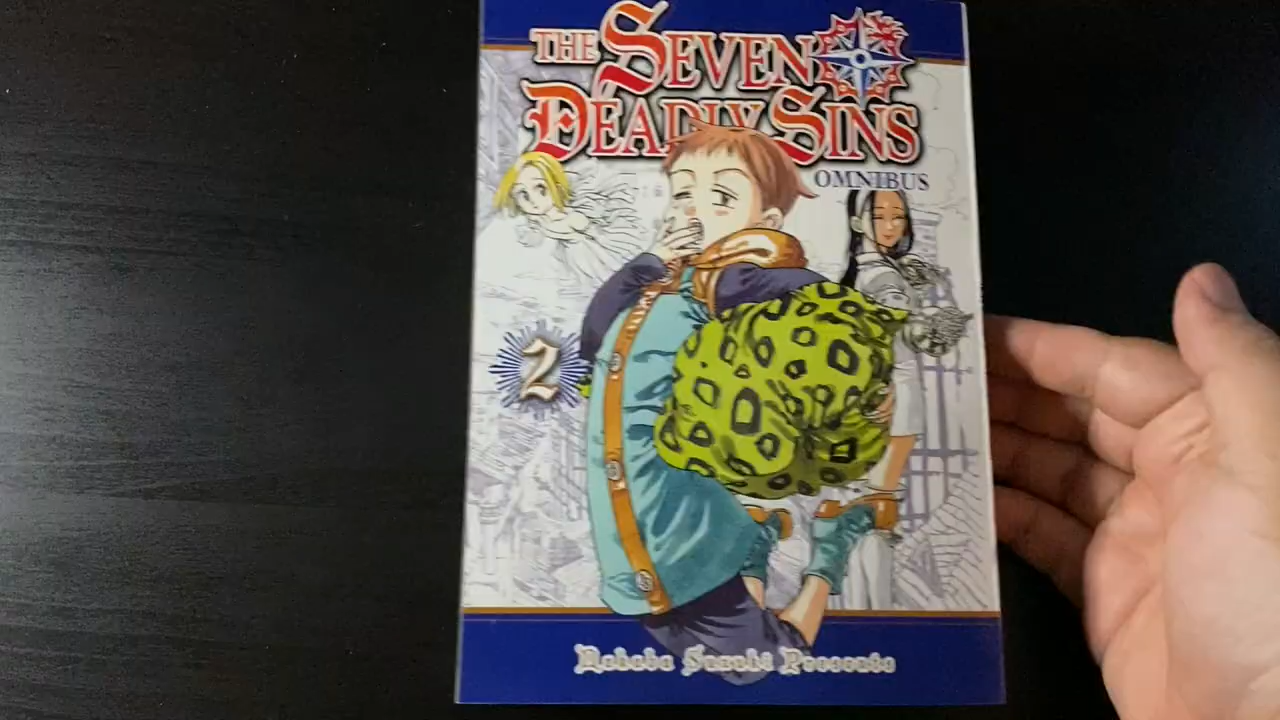 THE SEVEN
DEADLY SINS
OMNIBUS
2
Nakaba Suzuki Presents